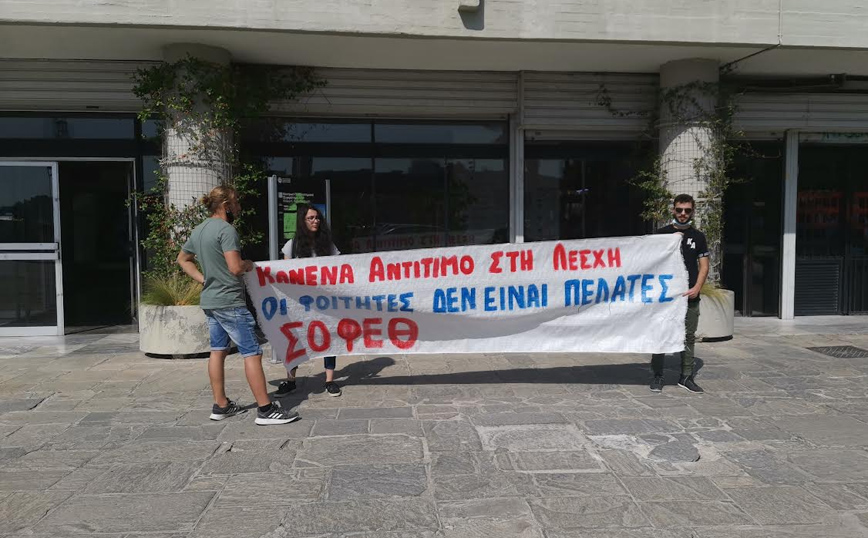 ΚΑΝΕΝΑ ΑΝΤΙΤΙΜΟ ΣΤΗ ΛΕΣΧΗ
ΟΙ ΦΟΙΤΗΤΕΣ ΔΕΝ ΕΙΝΑΙ ΠΕΛΑΤΕΣ
ΣΟΦΕΘ